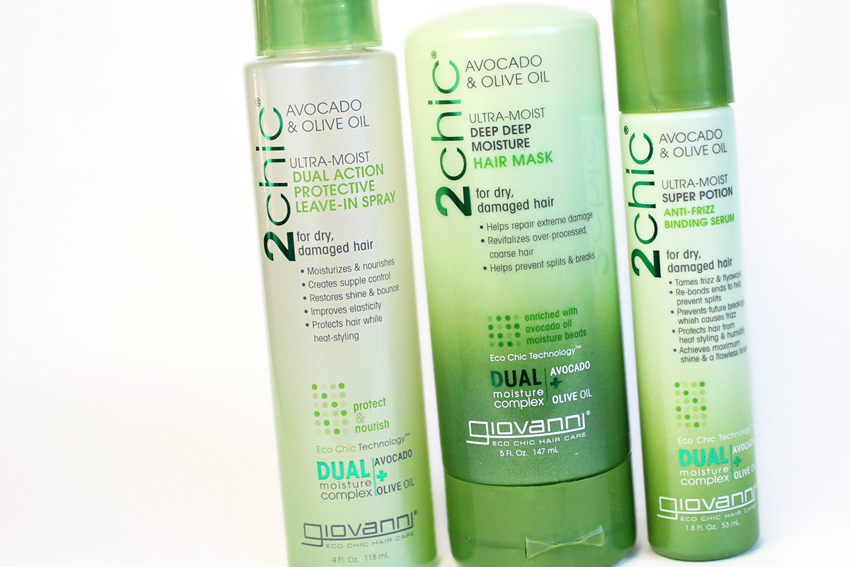 2chic®
AVOCADO
& OLIVE OIL
ULTRA-MOIST
DUAL ACTION
PROTECTIVE
LEAVE-IN SPRAY
for dry,
damaged hair
• Moisturizes & nourishes
• Creates supple control
• Restores shine & bounce
• Improves elasticity
• Protects hair while
heat-styling
protect
&
nourish
Eco Chic Technology™
DUAL + AVOCADO
moisture
complex OLIVE OIL
giovanni®
ECO CHIC HAIR CARE
4 Fl. Oz. 118 mL
2chic®
AVOCADO
& OLIVE OIL
ULTRA-MOIST
DEEP DEEP
MOISTURE
HAIR MASK
for dry,
damaged hair
• Helps repair extreme damage
• Revitalizes over-processed,
coarse hair
• Helps prevent splits & breaks
enriched with
avocado oil
moisture beads
Eco Chic Technology™
DUAL + AVOCADO
moisture
complex OLIVE OIL
giovanni®
ECO CHIC HAIR CARE
5 Fl. Oz. 147 mL
2chic®
AVOCADO
& OLIVE OIL
ULTRA-MOIST
SUPER POTION
ANTI-FRIZZ
BINDING SERUM
for dry,
damaged hair
• Tames frizz & flyaways
• Re-bonds ends to help
prevent splits
• Prevents future breakage
which causes frizz
• Protects hair from
heat styling & humidity
• Achieves maximum
shine & a flawless finish
Eco Chic Technology™
DUAL + AVOCADO
moisture
complex OLIVE OIL
giovanni
ECO CHIC HAIR CARE
1.8 Fl. Oz. 53 mL